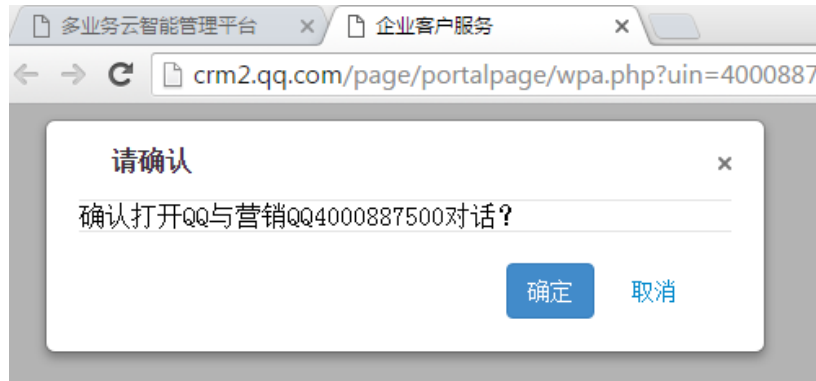 多业务云智能管理平台 × 企业客户服务 ×
crm2.qq.com/page/portalpage/wpa.php?uin=4000887
请确认 ×
确认打开QQ与营销QQ4000887500对话?
确定 取消